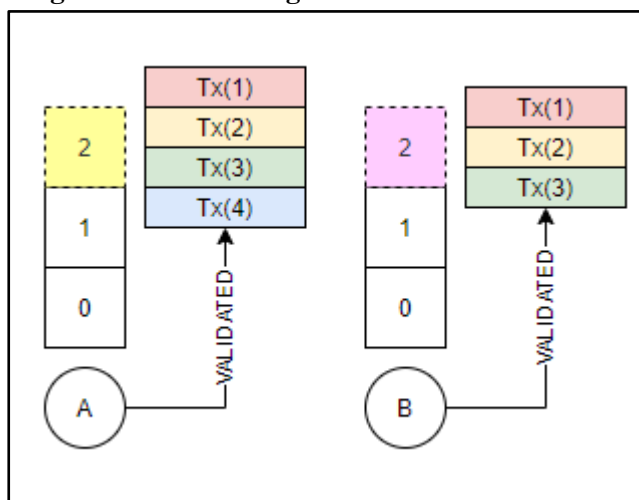 Tx(1)
Tx(2)
Tx(3)
Tx(4)
2
1
0
A
VALIDATED
Tx(1)
Tx(2)
Tx(3)
2
1
0
B
VALIDATED